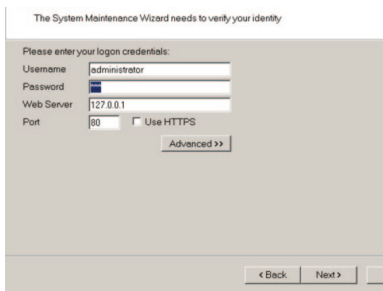 The System Maintenance Wizard needs to verify your identity
Please enter your logon credentials:
Username administrator
Password
Web Server 127.0.0.1
Port 80 Use HTTPS
Advanced >>
< Back Next >